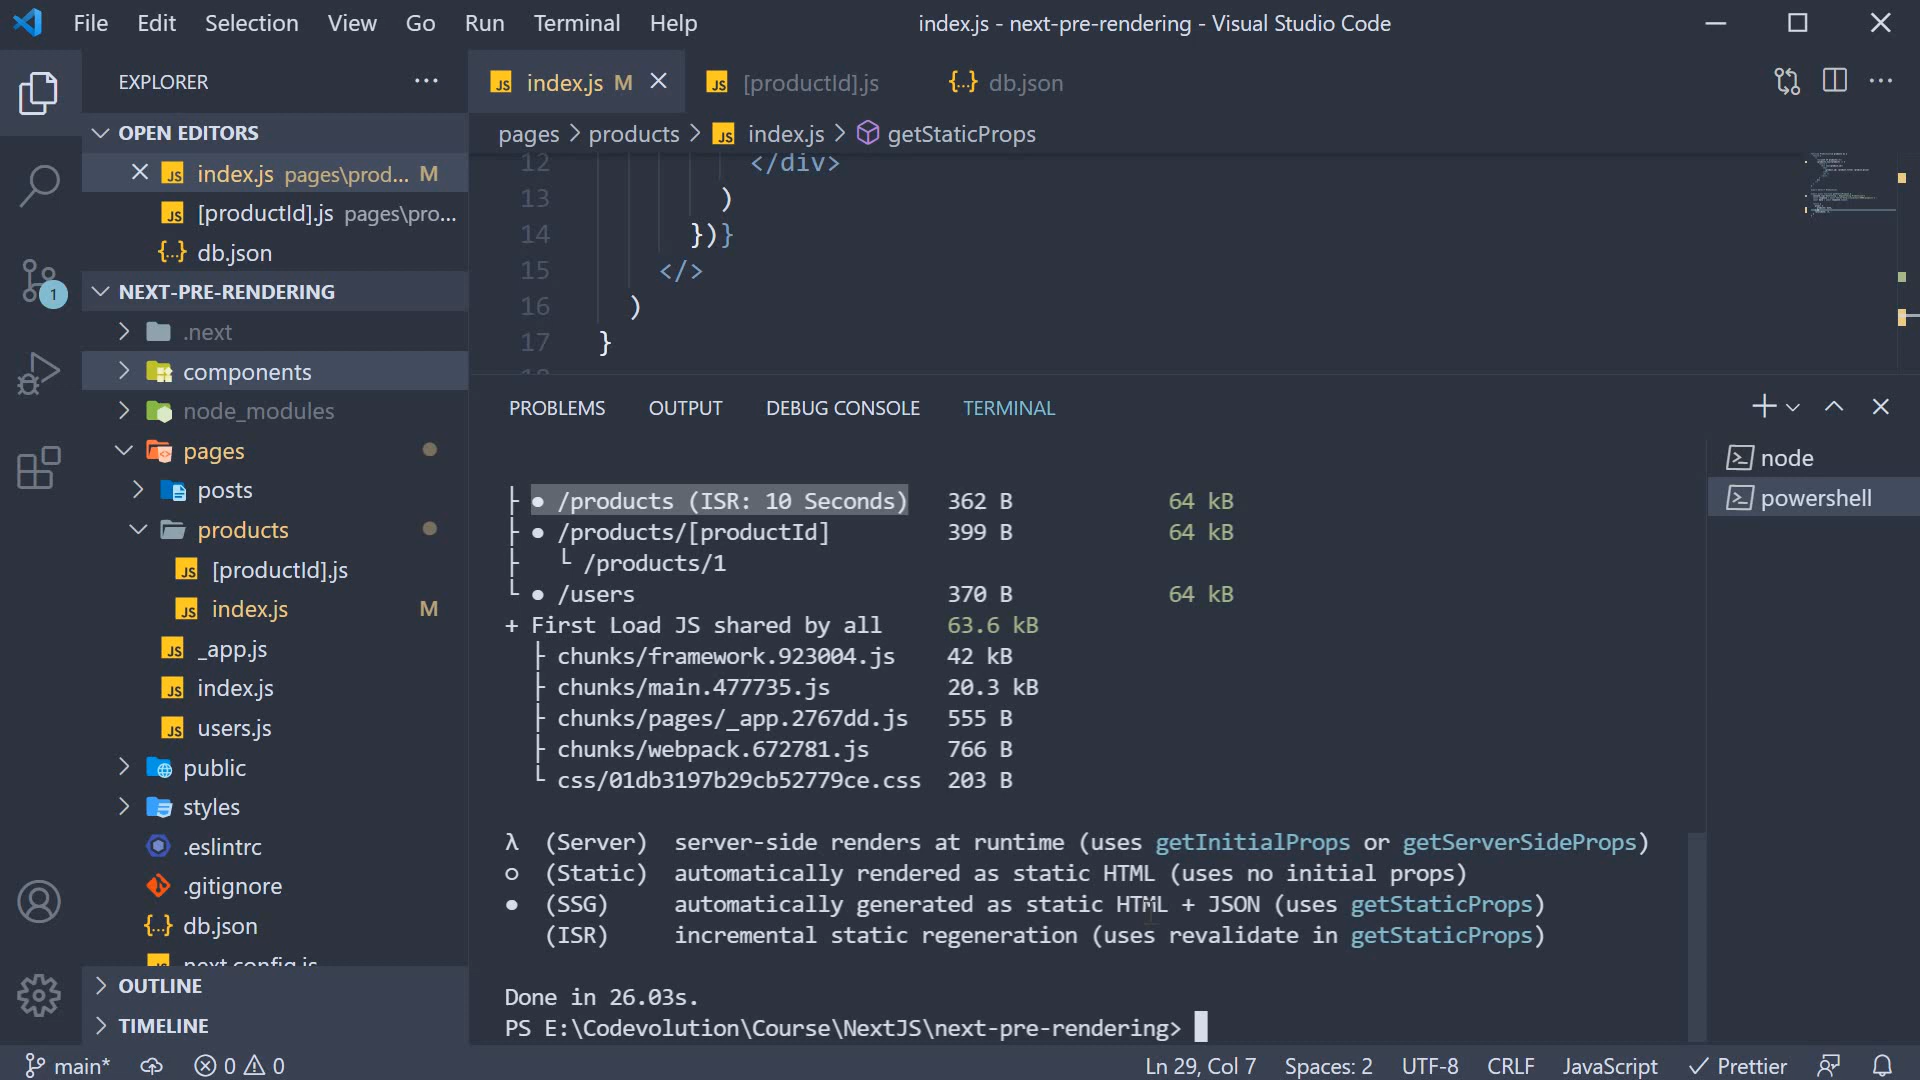 File Edit Selection View Go Run Terminal Help
index.js - next-pre-rendering - Visual Studio Code
EXPLORER
OPEN EDITORS
index.js pages\prod... M
[productId].js pages\pro...
db.json
NEXT-PRE-RENDERING
.next
components
node_modules
pages
posts
products
[productId].js
index.js M
_app.js
index.js
users.js
public
styles
.eslintrc
.gitignore
db.json
next.config.js
OUTLINE
TIMELINE
index.js M
[productId].js
db.json
pages > products > index.js > getStaticProps
12 </div>
13 )
14 })}
15 </>
16 )
17 }
PROBLEMS OUTPUT DEBUG CONSOLE TERMINAL
node
powershell
├ ● /products (ISR: 10 Seconds) 362 B 64 kB
├ ● /products/[productId] 399 B 64 kB
├ └ /products/1
└ ● /users 370 B 64 kB
+ First Load JS shared by all 63.6 kB
├ chunks/framework.923004.js 42 kB
├ chunks/main.477735.js 20.3 kB
├ chunks/pages/_app.2767dd.js 555 B
├ chunks/webpack.672781.js 766 B
└ css/01db3197b29cb52779ce.css 203 B
λ (Server) server-side renders at runtime (uses getInitialProps or getServerSideProps)
○ (Static) automatically rendered as static HTML (uses no initial props)
● (SSG) automatically generated as static HTML + JSON (uses getStaticProps)
(ISR) incremental static regeneration (uses revalidate in getStaticProps)
Done in 26.03s.
PS E:\Codevolution\Course\NextJS\next-pre-rendering>
1
main* 0 0
Ln 29, Col 7 Spaces: 2 UTF-8 CRLF JavaScript Prettier